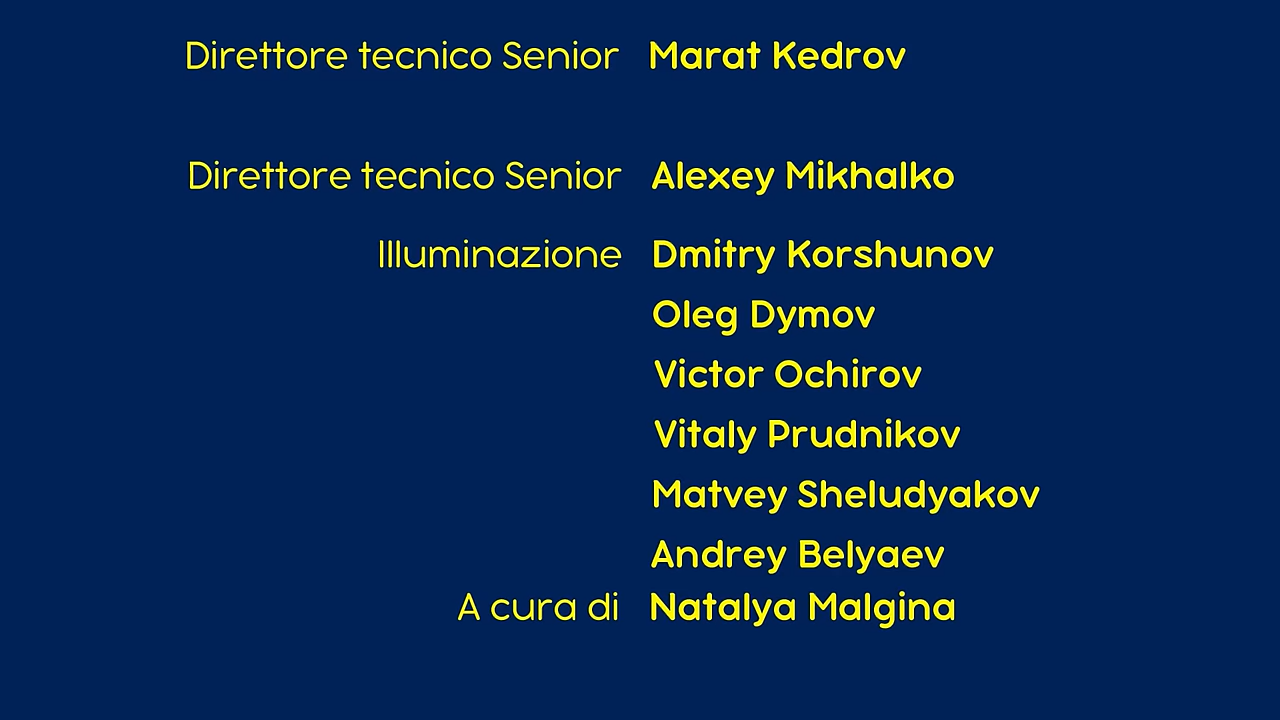 Direttore tecnico Senior Marat Kedrov
Direttore tecnico Senior Alexey Mikhalko
Illuminazione Dmitry Korshunov
Oleg Dymov
Victor Ochirov
Vitaly Prudnikov
Matvey Sheludyakov
Andrey Belyaev
A cura di Natalya Malgina